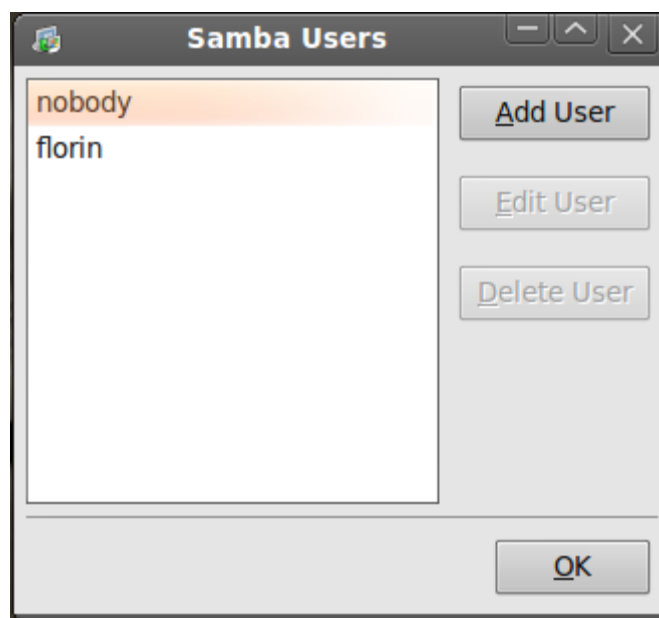 Samba Users
nobody
florin
Add User
Edit User
Delete User
OK